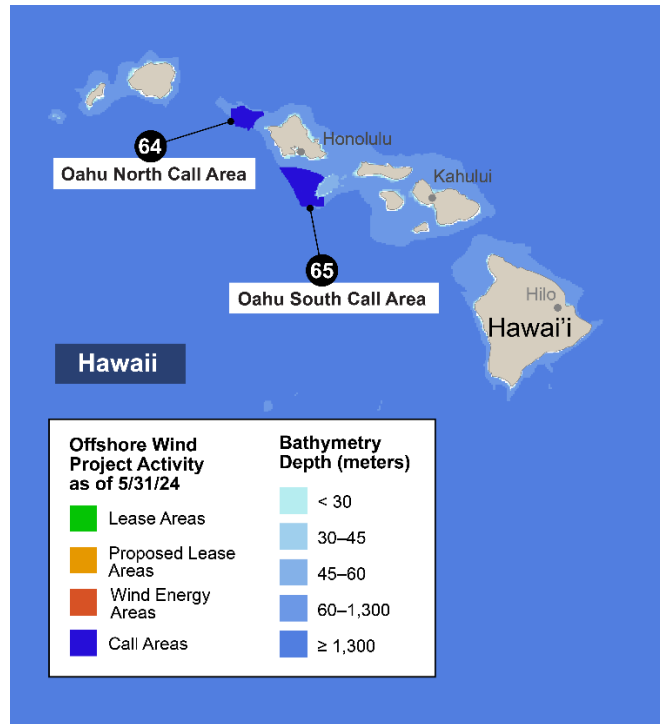 Honolulu
64
Oahu North Call Area
Kahului
65
Oahu South Call Area
Hilo
Hawai'i
Hawaii
Offshore Wind
Project Activity
as of 5/31/24
Lease Areas
Proposed Lease
Areas
Wind Energy
Areas
Call Areas
Bathymetry
Depth (meters)
< 30
30–45
45–60
60–1,300
≥ 1,300